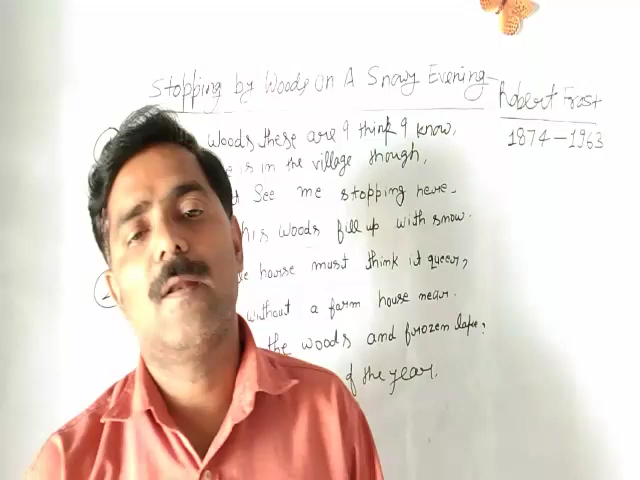 Stopping by Woods On A Snowy Evening-
Robert Frost
1874-1963
woods these are I think I know,
is in the village though,
See me stopping here-
his woods fill up with snow.
horse must think it queer,
without a farm house near.
the woods and frozen lake,
of the year.